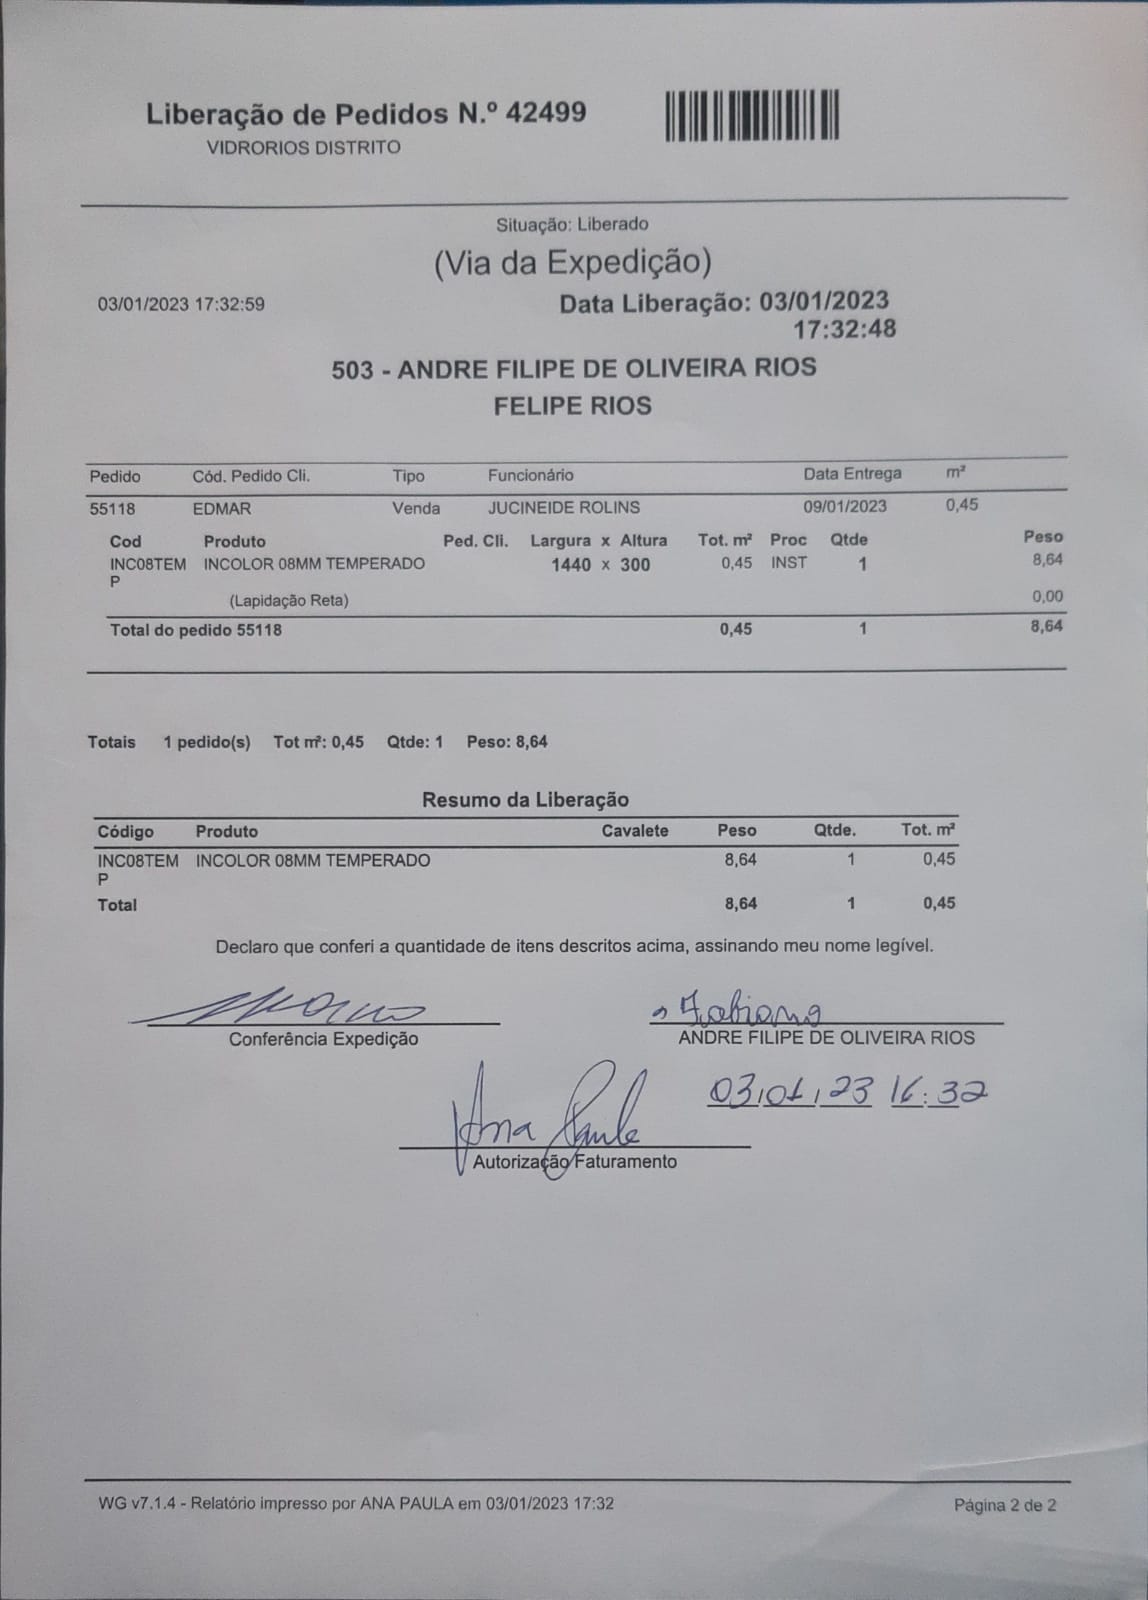 Liberação de Pedidos N.º 42499
VIDRORIOS DISTRITO
Situação: Liberado
(Via da Expedição)
03/01/2023 17:32:59
Data Liberação: 03/01/2023
17:32:48
503 - ANDRE FILIPE DE OLIVEIRA RIOS
FELIPE RIOS
Pedido Cód. Pedido Cli. Tipo Funcionário Data Entrega m²
55118 EDMAR Venda JUCINEIDE ROLINS 09/01/2023 0,45
Cod Produto Ped. Cli. Largura x Altura Tot. m² Proc Qtde Peso
INC08TEM INCOLOR 08MM TEMPERADO 1440 x 300 0,45 INST 1 8,64
P
(Lapidação Reta) 0,00
Total do pedido 55118 0,45 1 8,64
Totais 1 pedido(s) Tot m²: 0,45 Qtde: 1 Peso: 8,64
Resumo da Liberação
Código Produto Cavalete Peso Qtde. Tot. m²
INC08TEM INCOLOR 08MM TEMPERADO 8,64 1 0,45
P
Total 8,64 1 0,45
Declaro que conferi a quantidade de itens descritos acima, assinando meu nome legível.
Fabiano
Conferência Expedição ANDRE FILIPE DE OLIVEIRA RIOS
03/01/23 16:32
Ana Paula
Autorização Faturamento
WG v7.1.4 - Relatório impresso por ANA PAULA em 03/01/2023 17:32 Página 2 de 2